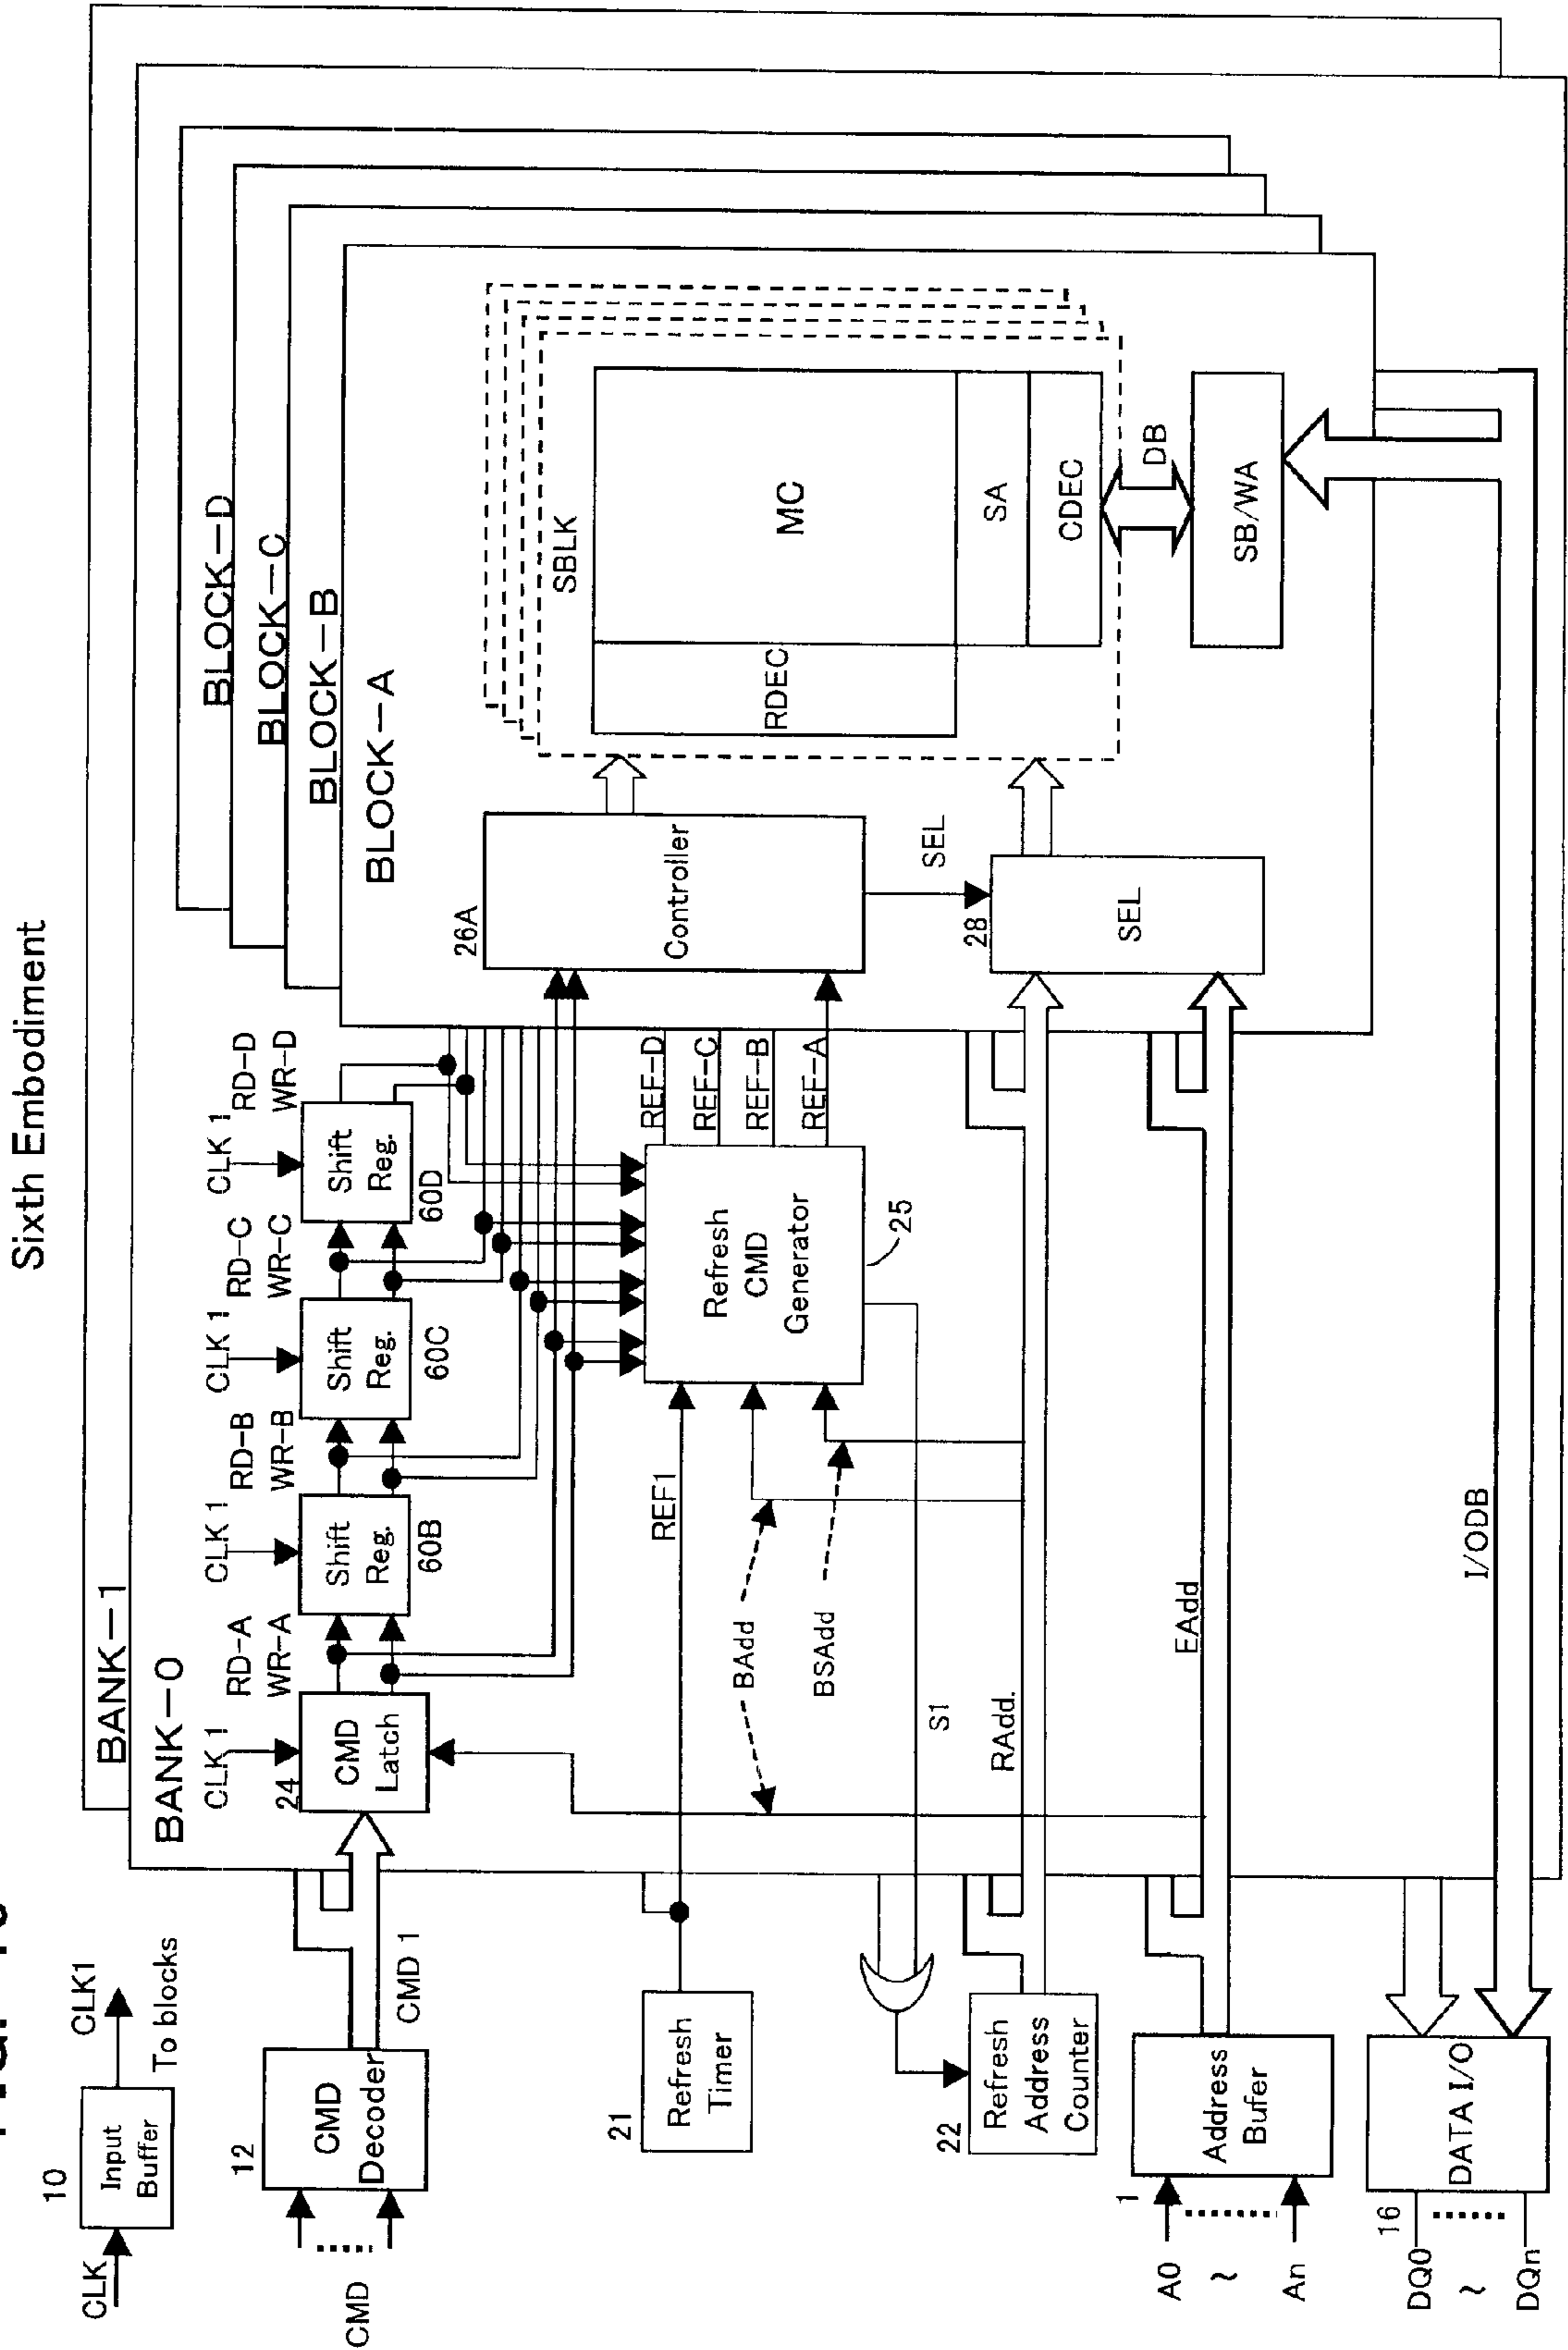 Sixth Embodiment
BANK-1
BANK-0
BLOCK-D
BLOCK-C
BLOCK-B
BLOCK-A
10
Input
Buffer
CLK
CLK1
To blocks
12
CMD
Decoder
CMD
CMD 1
CLK 1
24
CMD
Latch
RD-A
WR-A
CLK 1
Shift
Reg.
60B
RD-B
WR-B
CLK 1
Shift
Reg.
60C
RD-C
WR-C
CLK 1
Shift
Reg.
60D
RD-D
WR-D
21
Refresh
Timer
REF1
Refresh
CMD
Generator
25
REF-D
REF-C
REF-B
REF-A
BAdd
BSAdd
S1
22
Refresh
Address
Counter
RAdd.
1
Address
Bufer
A0
~
An
EAdd
16
DATA I/O
DQ0
~
DQn
I/ODB
26A
Controller
SEL
28
SEL
SBLK
MC
RDEC
SA
CDEC
DB
SB/WA